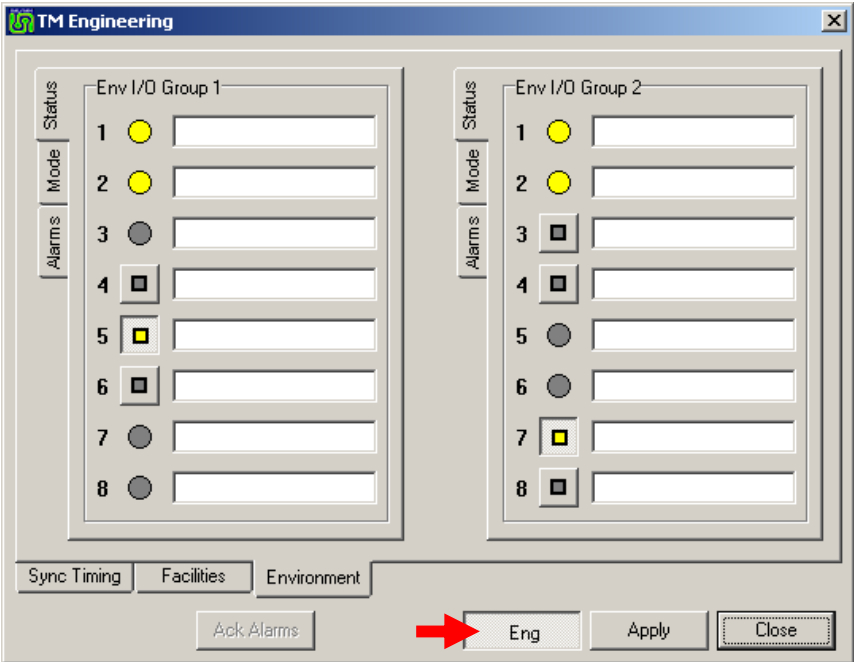 TM Engineering
Status
Mode
Alarms
Env I/O Group 1
1
2
3
4
5
6
7
8
Status
Mode
Alarms
Env I/O Group 2
1
2
3
4
5
6
7
8
Sync Timing Facilities Environment
Ack Alarms Eng Apply Close